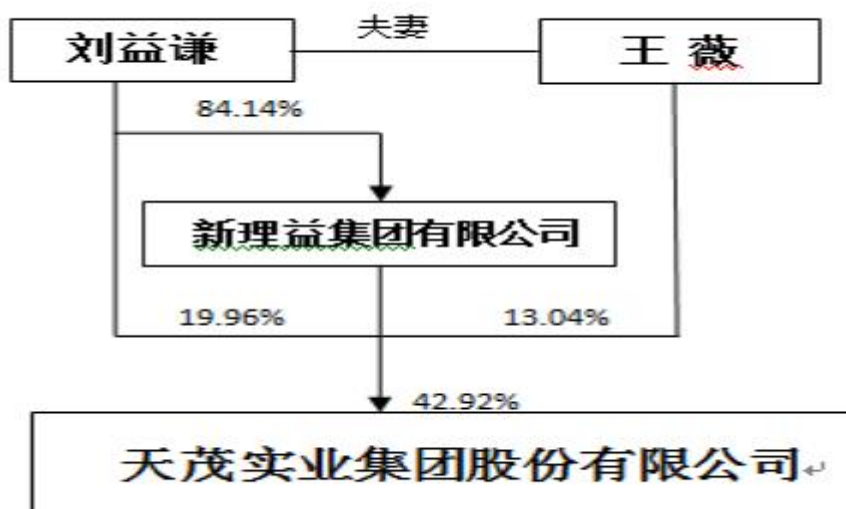 夫妻
刘益谦
王 薇
84.14%
新理益集团有限公司
19.96%
13.04%
42.92%
天茂实业集团股份有限公司